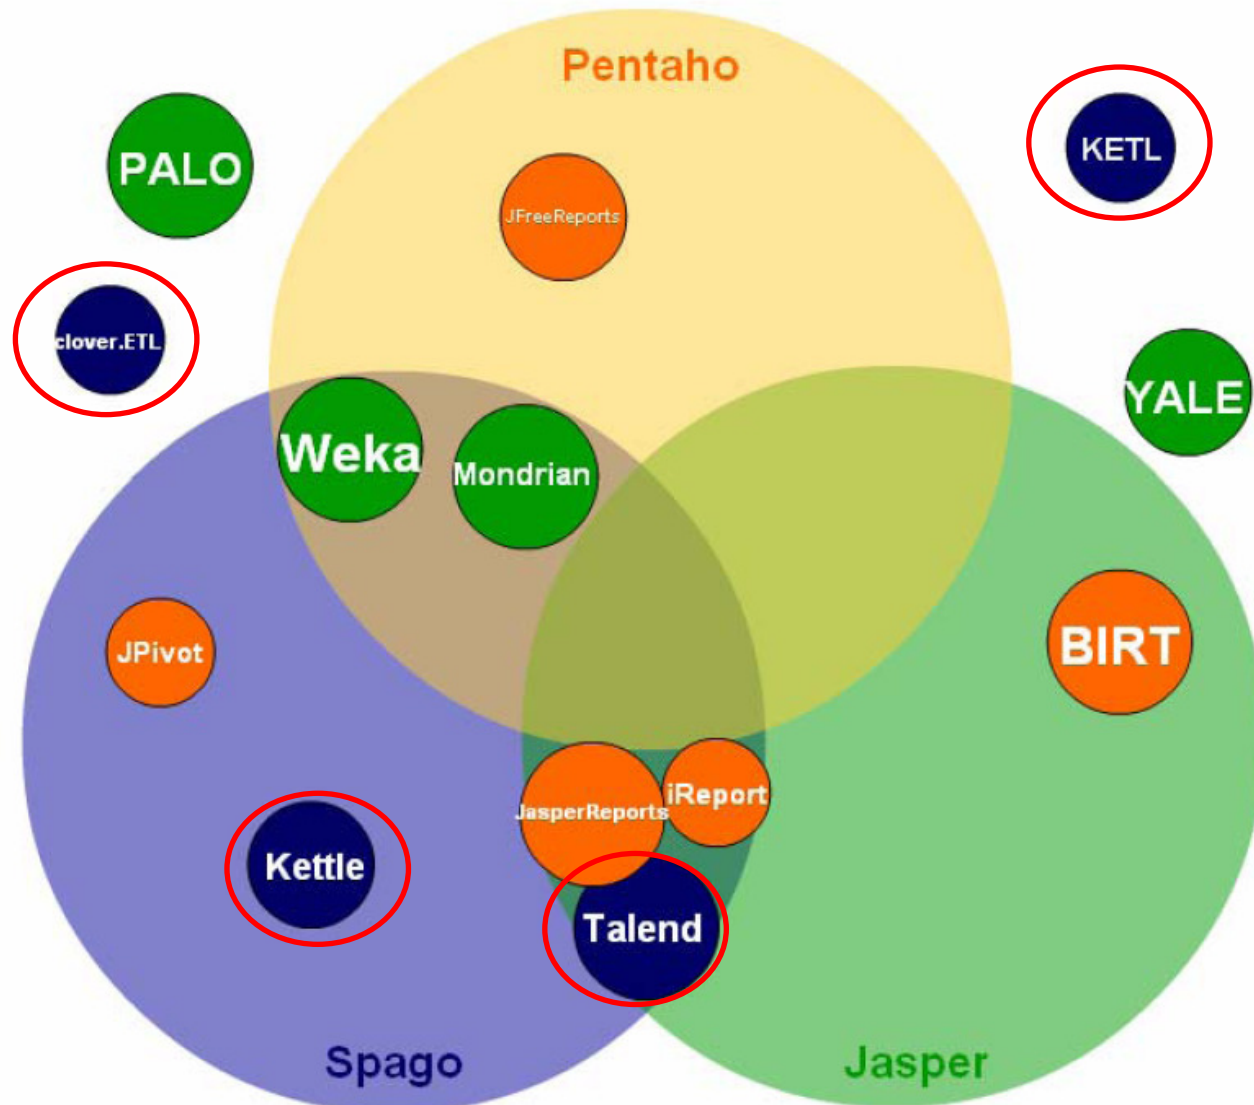 Pentaho
KETL
PALO
JFreeReports
clover.ETL
YALE
Weka
Mondrian
JPivot
BIRT
iReport
JasperReports
Kettle
Talend
Spago
Jasper